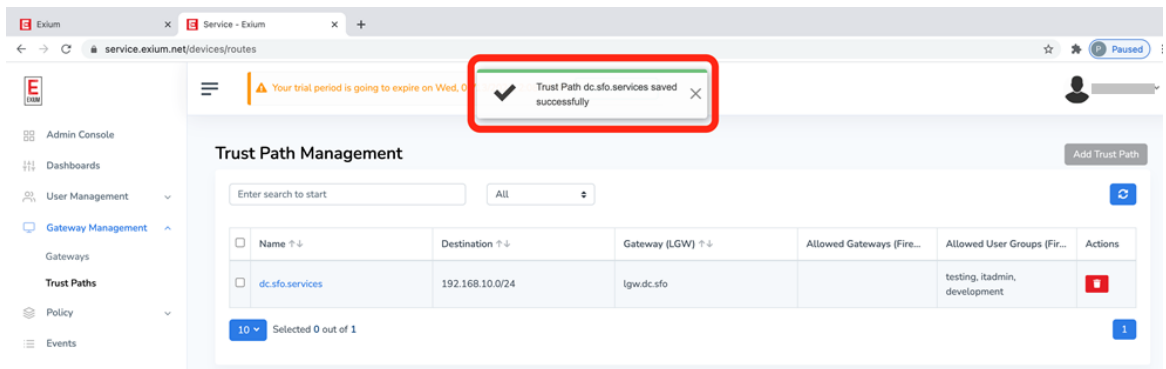 Exium
Service - Exium
service.exium.net/devices/routes
P Paused
E
EXIUM
Your trial period is going to expire on Wed, 0
Trust Path dc.sfo.services saved
successfully
Admin Console
Dashboards
User Management
Gateway Management
Gateways
Trust Paths
Policy
Events
Trust Path Management
Add Trust Path
Enter search to start
All
Name Destination Gateway (LGW) Allowed Gateways (Fire... Allowed User Groups (Fir... Actions
dc.sfo.services 192.168.10.0/24 lgw.dc.sfo testing, itadmin,
development
10 Selected 0 out of 1
1